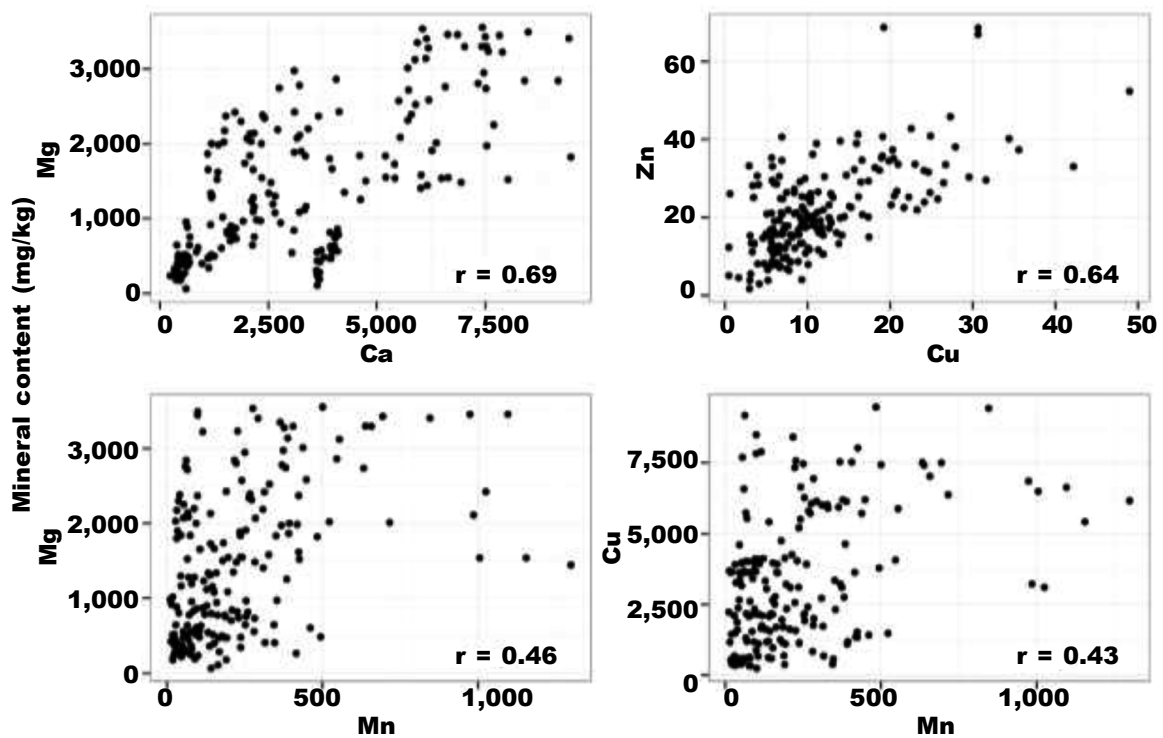 Mineral content (mg/kg)
Mg
3,000
2,000
1,000
0
r = 0.69
0 2,500 5,000 7,500
Ca
Zn
60
40
20
0
r = 0.64
0 10 20 30 40 50
Cu
Mg
3,000
2,000
1,000
0
r = 0.46
0 500 1,000
Mn
Cu
7,500
5,000
2,500
0
r = 0.43
0 500 1,000
Mn